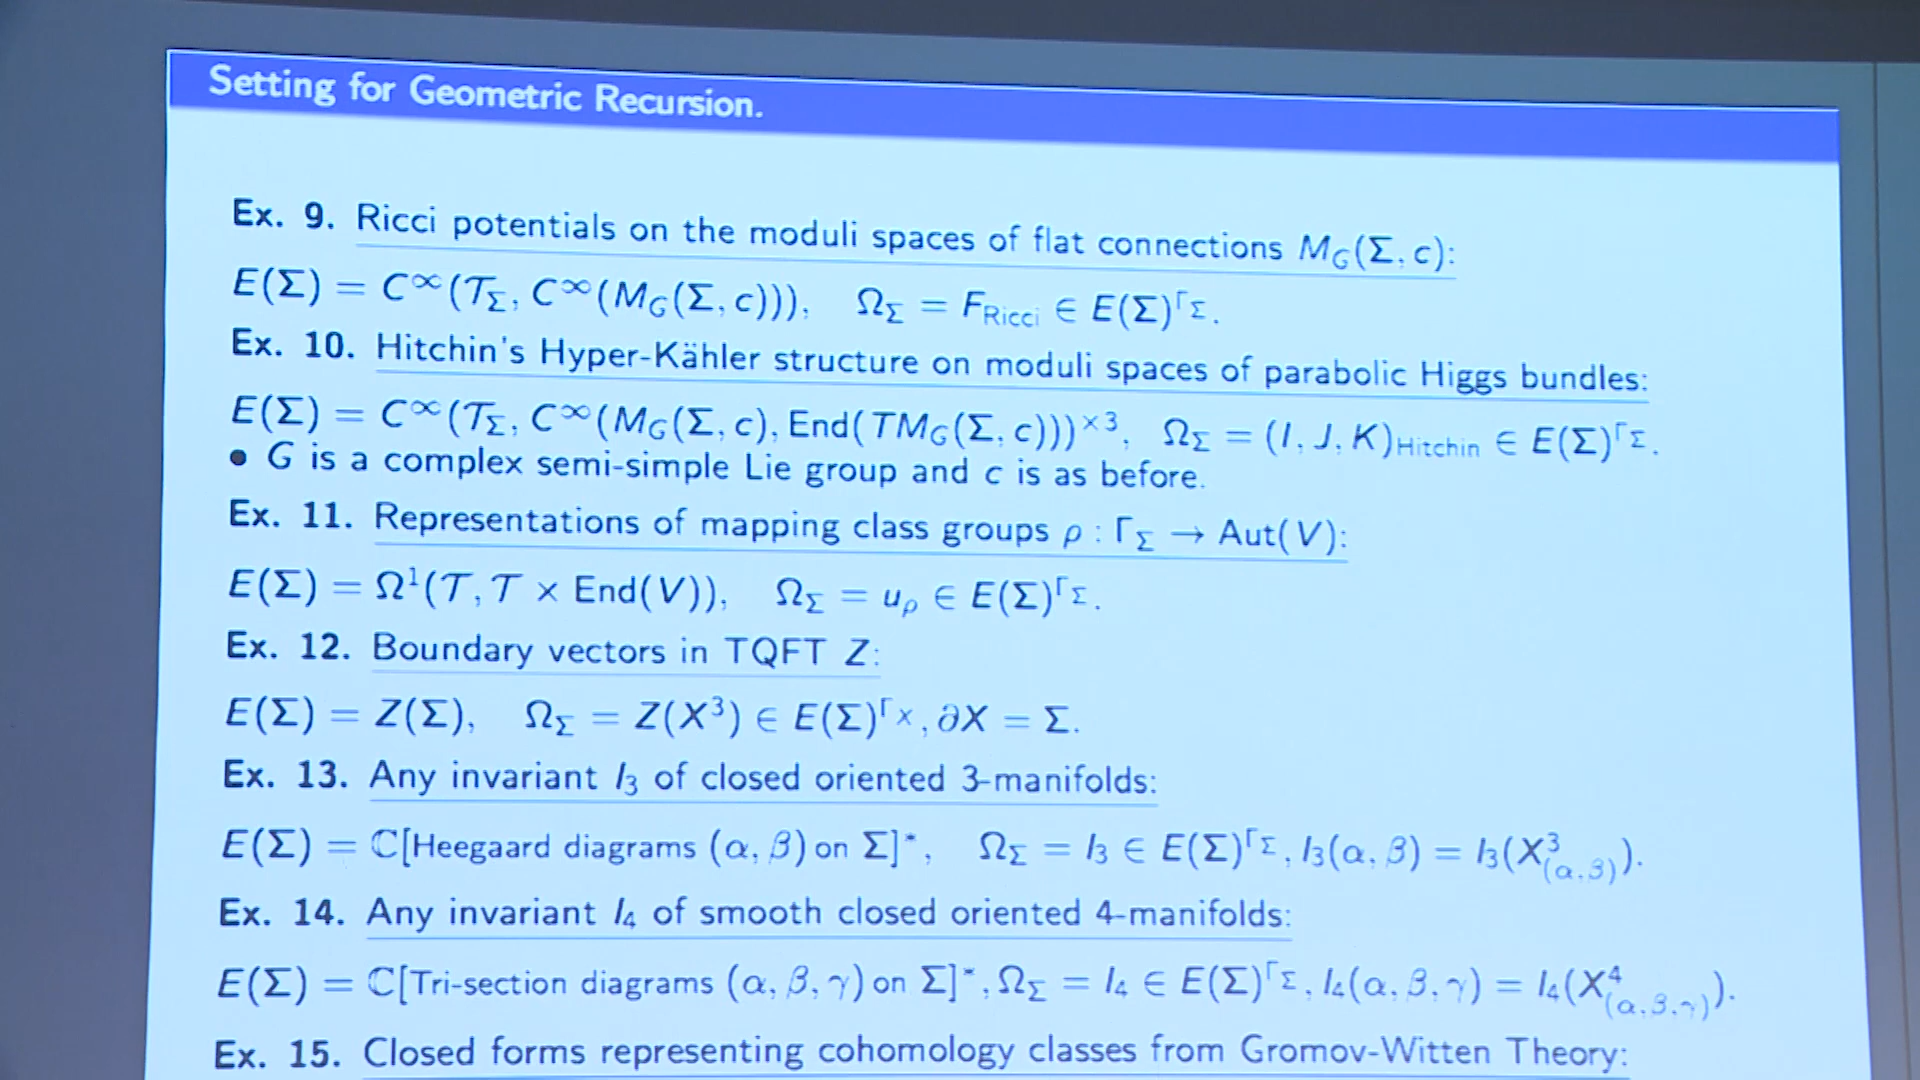 Setting for Geometric Recursion.
Ex. 9. Ricci potentials on the moduli spaces of flat connections M_G(Σ, c):
E(Σ) = C^∞(T_Σ, C^∞(M_G(Σ, c))), Ω_Σ = F_Ricci ∈ E(Σ)^{Γ_Σ}.
Ex. 10. Hitchin's Hyper-Kähler structure on moduli spaces of parabolic Higgs bundles:
E(Σ) = C^∞(T_Σ, C^∞(M_G(Σ, c), End(TM_G(Σ, c)))^{×3}, Ω_Σ = (I, J, K)_Hitchin ∈ E(Σ)^{Γ_Σ}.
• G is a complex semi-simple Lie group and c is as before.
Ex. 11. Representations of mapping class groups ρ : Γ_Σ → Aut(V):
E(Σ) = Ω^1(T, T × End(V)), Ω_Σ = u_ρ ∈ E(Σ)^{Γ_Σ}.
Ex. 12. Boundary vectors in TQFT Z:
E(Σ) = Z(Σ), Ω_Σ = Z(X^3) ∈ E(Σ)^{Γ_X}, ∂X = Σ.
Ex. 13. Any invariant I_3 of closed oriented 3-manifolds:
E(Σ) = ℂ[Heegaard diagrams (α, β) on Σ]^*, Ω_Σ = I_3 ∈ E(Σ)^{Γ_Σ}, I_3(α, β) = I_3(X^3_{(α,β)}).
Ex. 14. Any invariant I_4 of smooth closed oriented 4-manifolds:
E(Σ) = ℂ[Tri-section diagrams (α, β, γ) on Σ]^*, Ω_Σ = I_4 ∈ E(Σ)^{Γ_Σ}, I_4(α, β, γ) = I_4(X^4_{(α,β,γ)}).
Ex. 15. Closed forms representing cohomology classes from Gromov-Witten Theory: